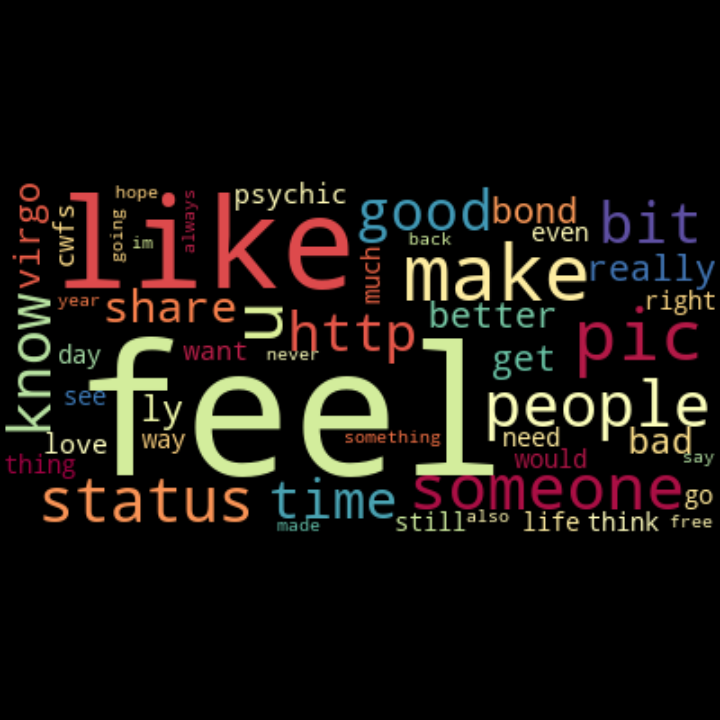 virgo
cwfs
hope
going
im
always
like
psychic
good
bond
back
even
bit
much
make
really
right
year
share
know
u
http
better
pic
day
want
never
get
feel
see
ly
way
something
people
love
need
bad
thing
would
say
status
time
someone
go
made
still
also
life
think
free